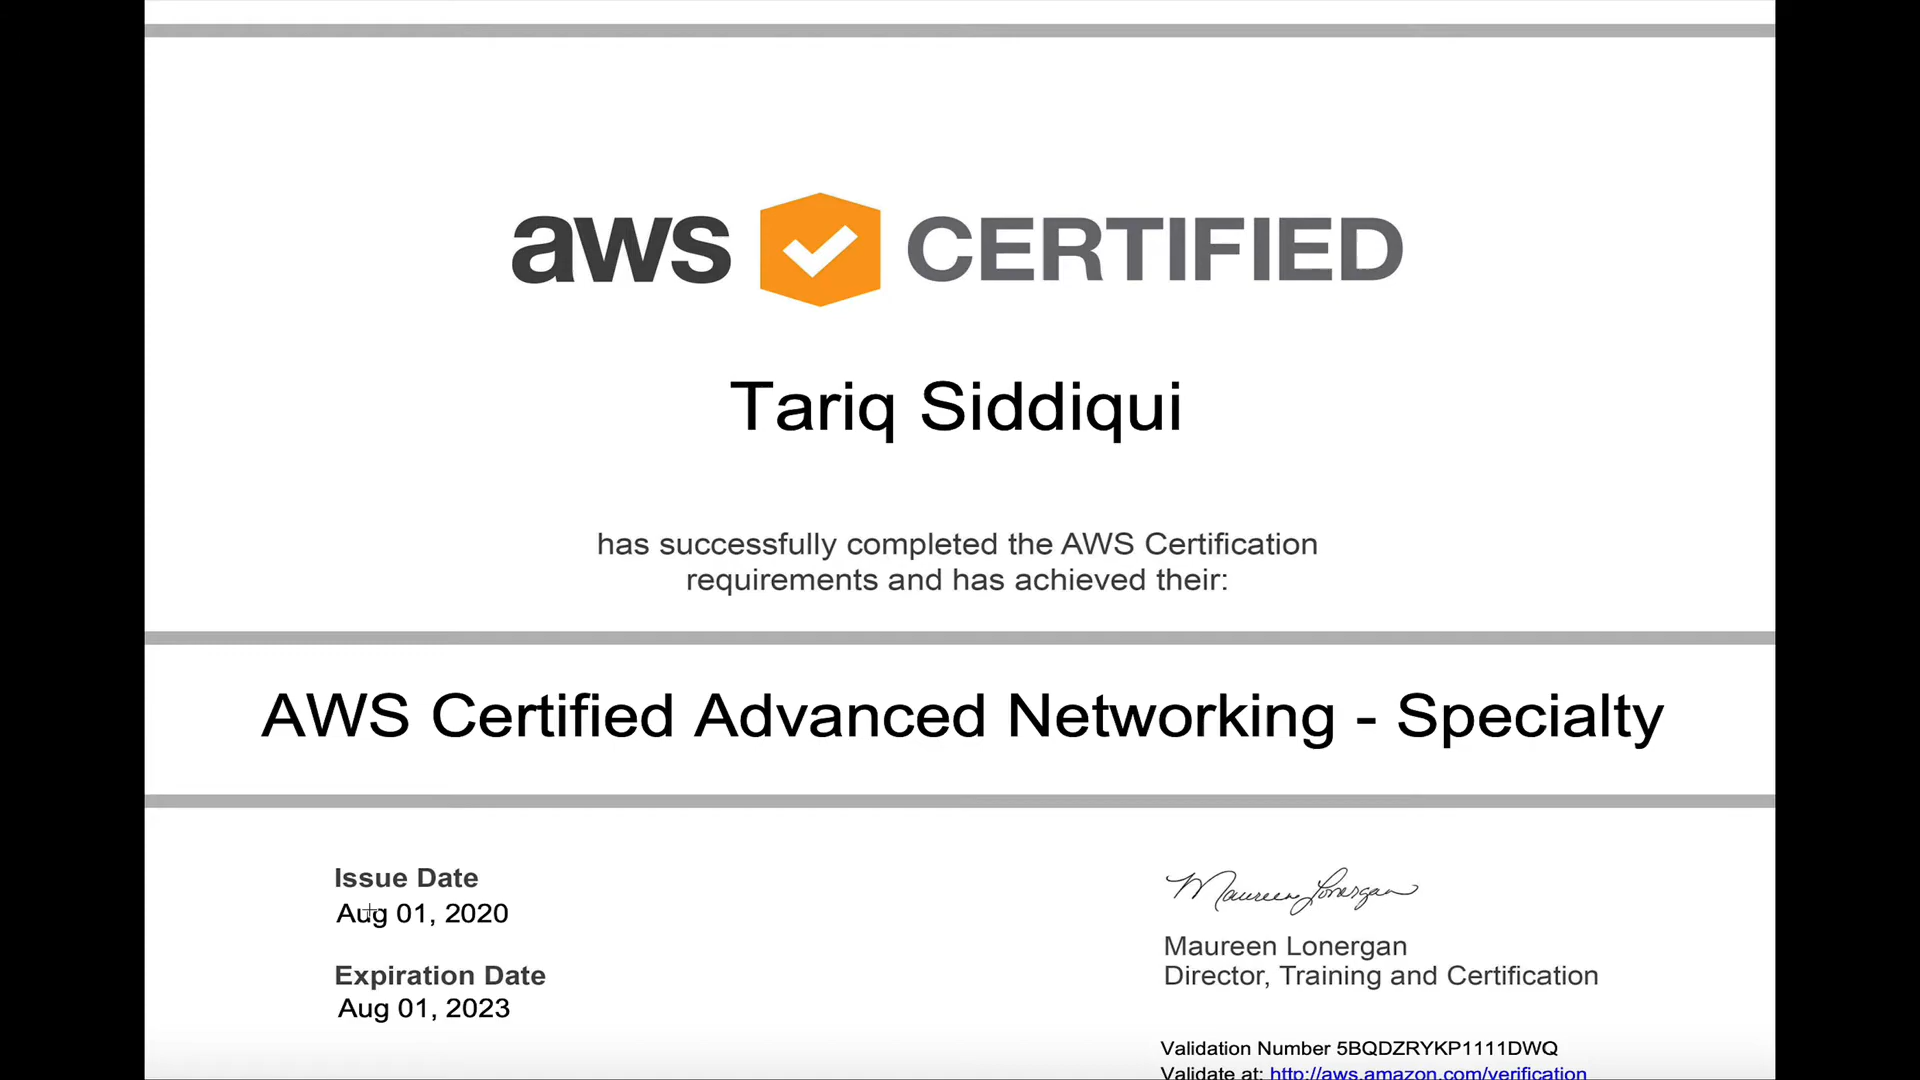 aws CERTIFIED
Tariq Siddiqui
has successfully completed the AWS Certification
requirements and has achieved their:
AWS Certified Advanced Networking - Specialty
Issue Date
Aug 01, 2020
Expiration Date
Aug 01, 2023
Maureen Lonergan
Maureen Lonergan
Director, Training and Certification
Validation Number 5BQDZRYKP1111DWQ
Validate at: http://aws.amazon.com/verification